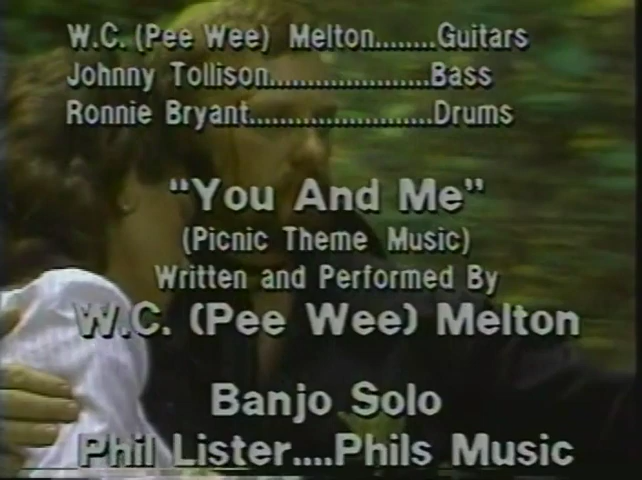 W.C. (Pee Wee) Melton........Guitars
Johnny Tollison.....................Bass
Ronnie Bryant........................Drums
"You And Me"
(Picnic Theme Music)
Written and Performed By
W.C. (Pee Wee) Melton
Banjo Solo
Phil Lister....Phils Music